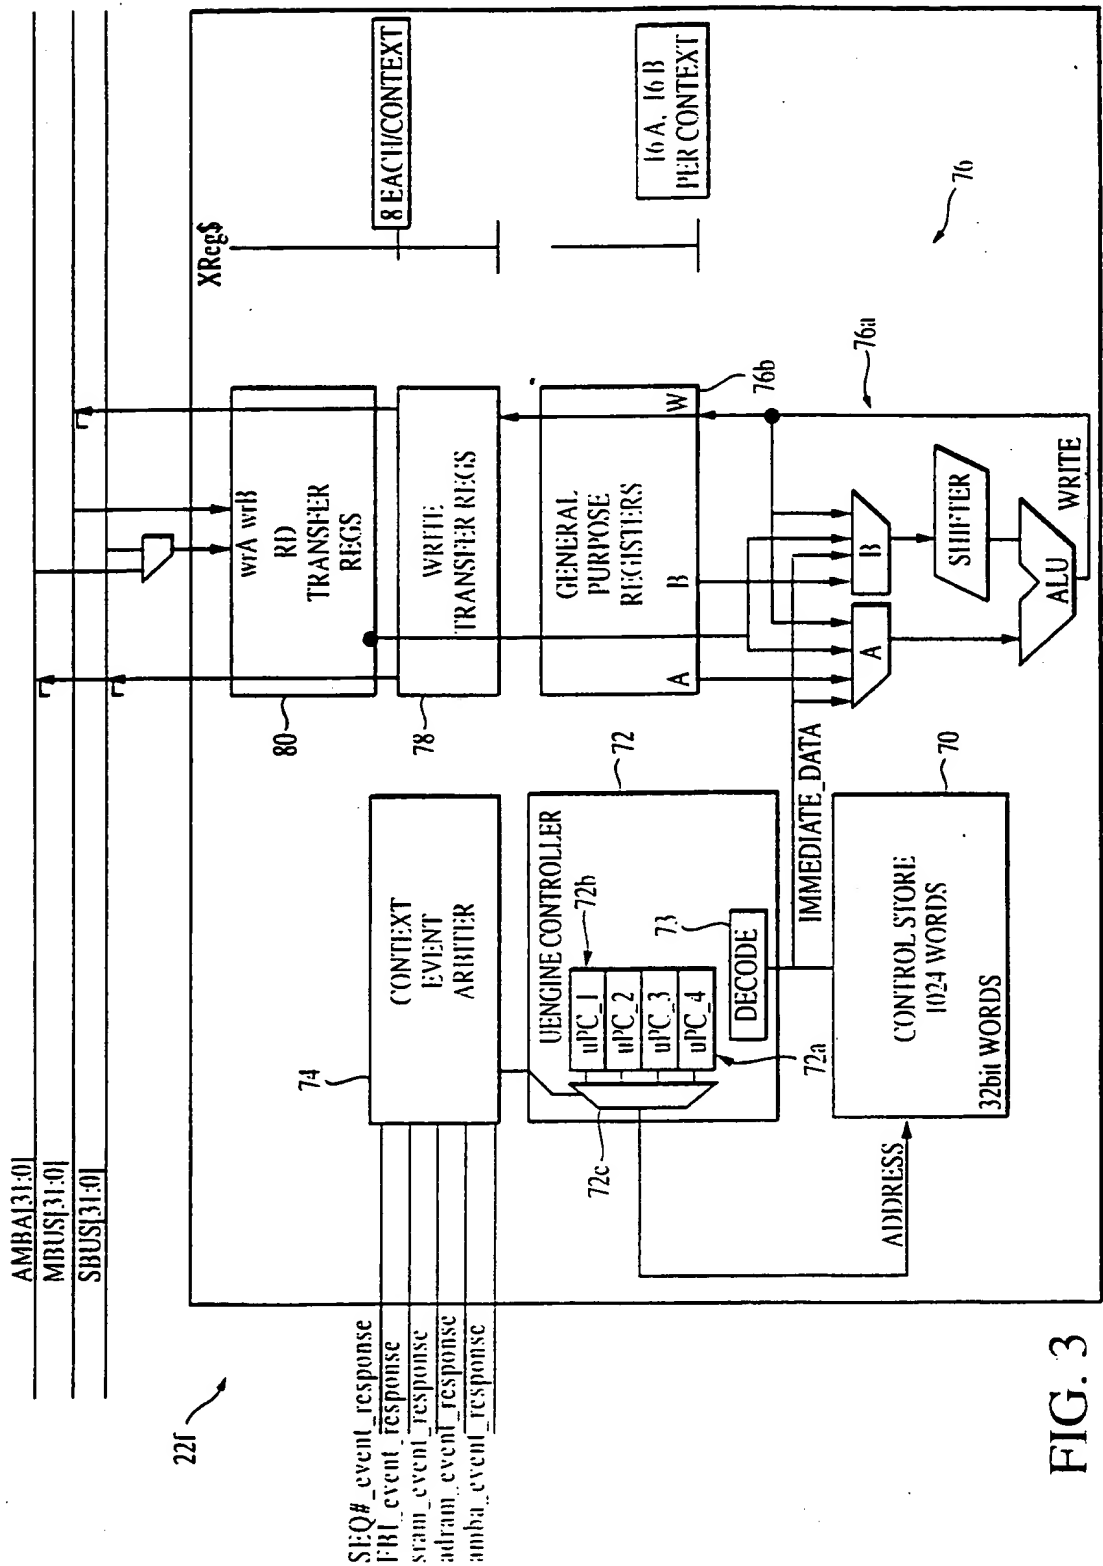 AMBA[31:0]
MBUS[31:0]
SBUS[31:0]
22f
SEQ#_event_response
FBI_event_response
sram_event_response
adram_event_response
amba_event_response
74
CONTEXT
EVENT
ARBITER
UENGINE CONTROLLER
72
72b
uPC_1
uPC_2
uPC_3
uPC_4
72a
72c
73
DECODE
IMMEDIATE_DATA
ADDRESS
70
CONTROL STORE
1024 WORDS
32bit WORDS
wrA wrB
RD
TRANSFER
REGS
80
WRITE
TRANSFER REGS
78
GENERAL
PURPOSE
REGISTERS
A
B
W
76b
A
B
76a
SHIFTER
ALU
WRITE
XReg$
8 EACH/CONTEXT
16 A, 16 B
PER CONTEXT
76
FIG. 3